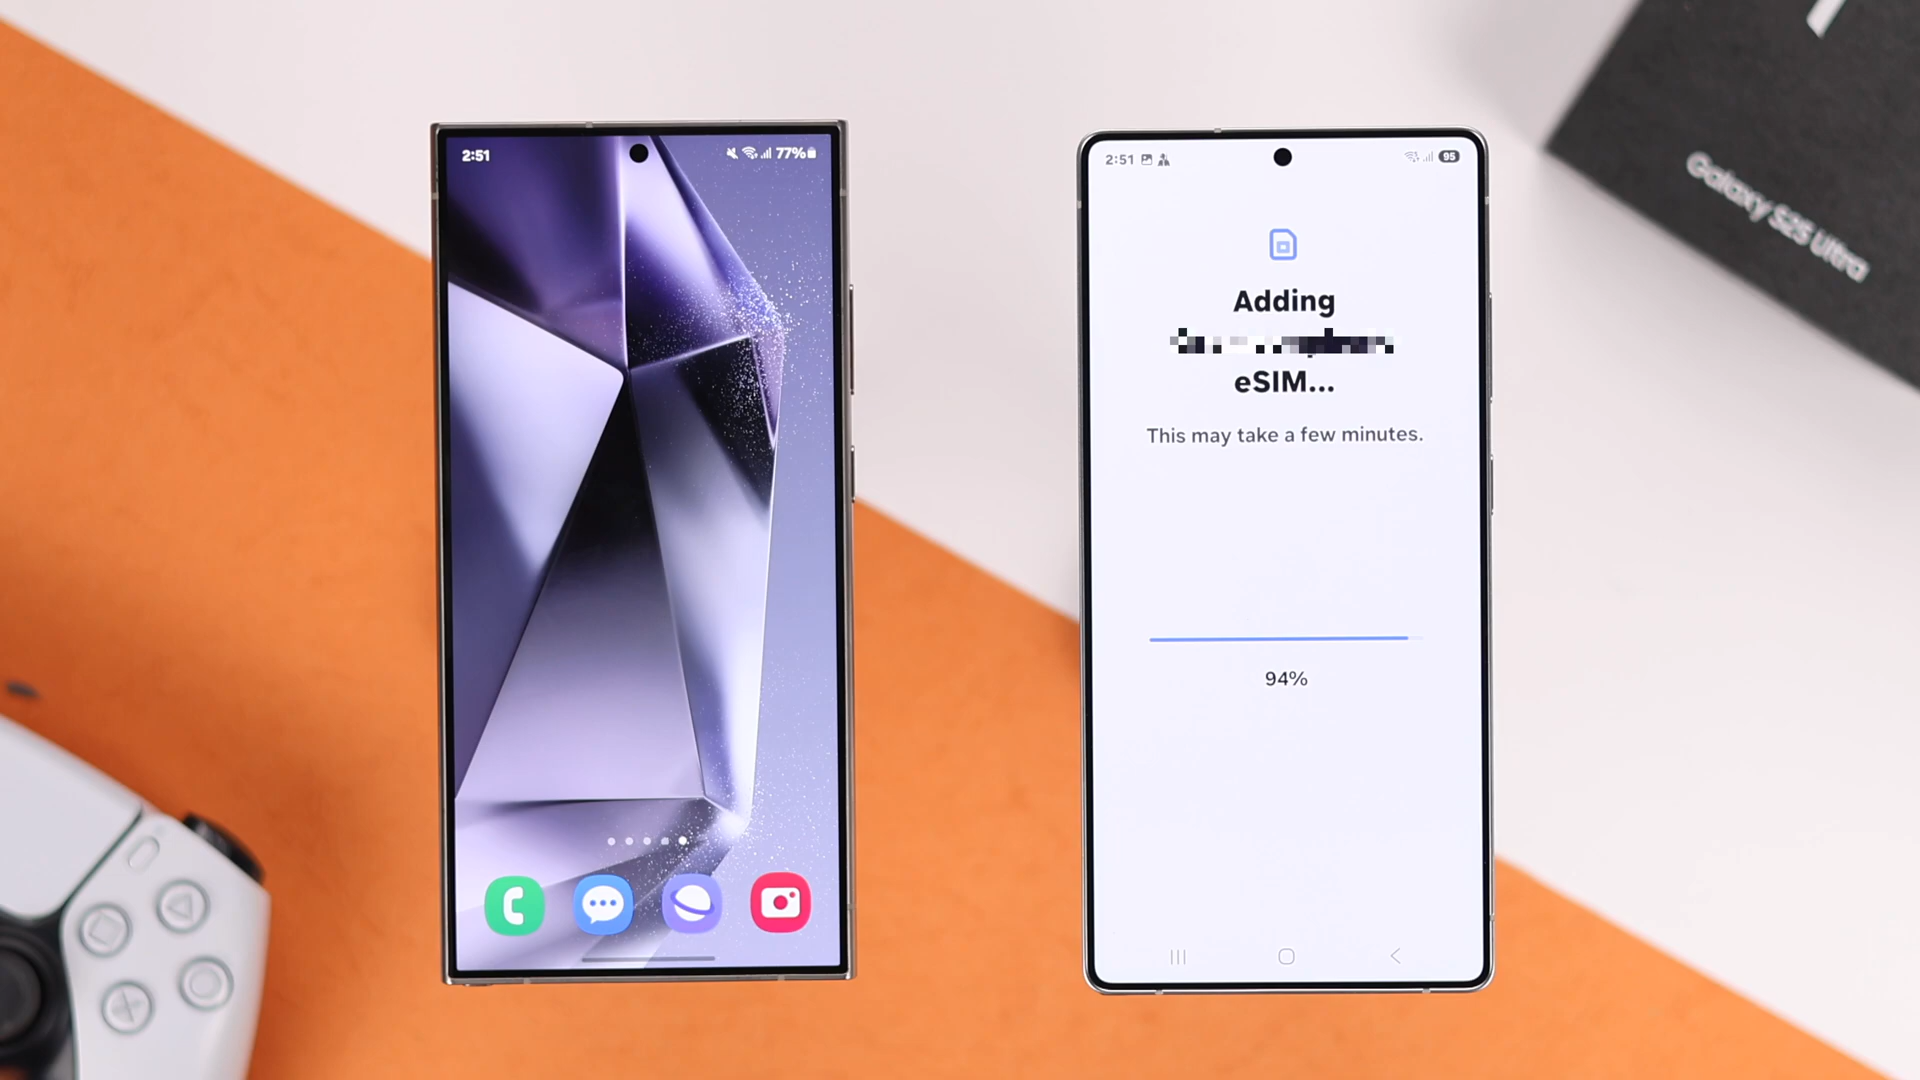 2:51
77%
2:51
95
Adding
eSIM...
This may take a few minutes.
94%
Galaxy S25 Ultra